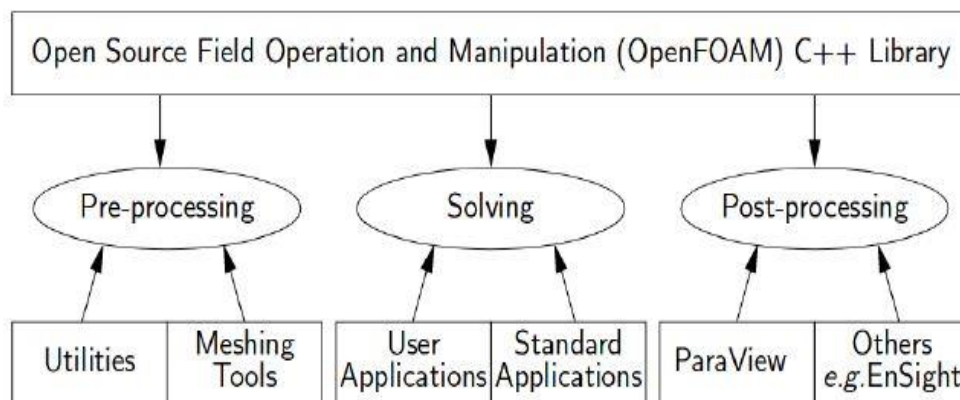 Open Source Field Operation and Manipulation (OpenFOAM) C++ Library
Pre-processing
Solving
Post-processing
Utilities
Meshing
Tools
User
Applications
Standard
Applications
ParaView
Others
e.g.EnSight